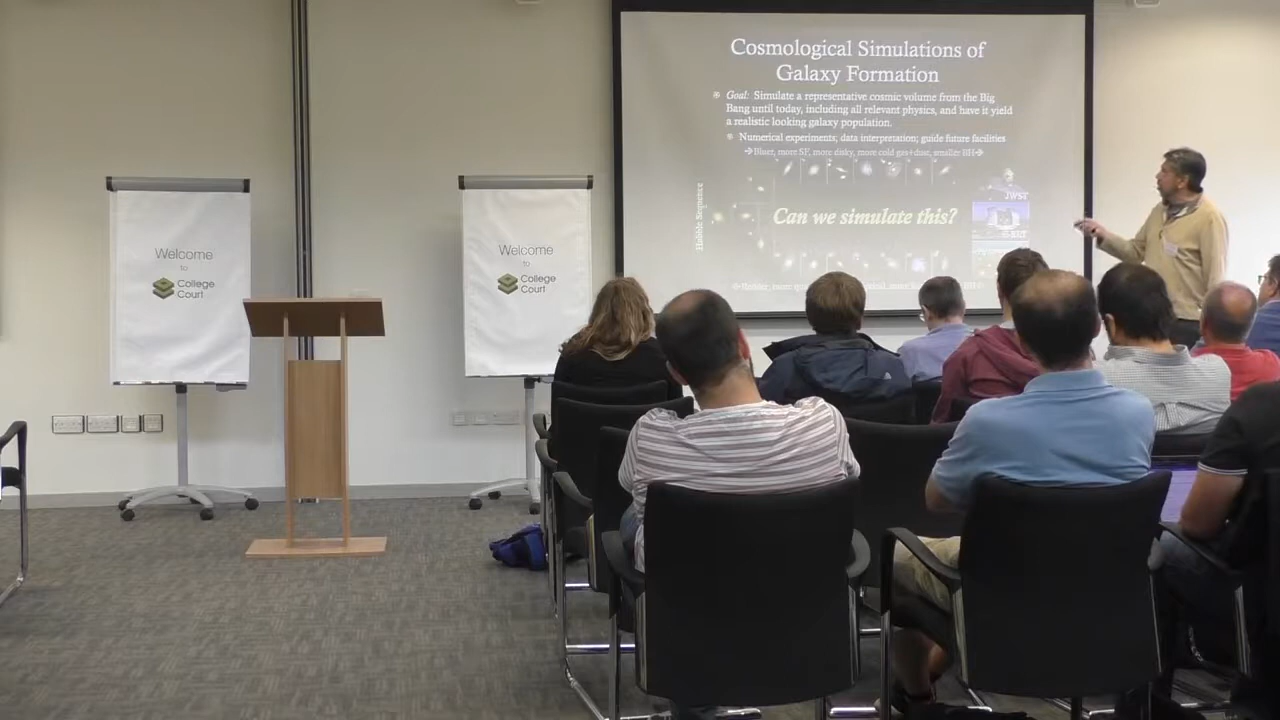 Cosmological Simulations of
Galaxy Formation
Goal: Simulate a representative cosmic volume from the Big
Bang until today, including all relevant physics, and have it yield
a realistic looking galaxy population.
Numerical experiments; data interpretation; guide future facilities
→Bluer, more SF, more disky, more cold gas+dust, smaller BH→
Hubble Sequence
JWST
Can we simulate this?
Welcome
to
College
Court
Welcome
to
College
Court